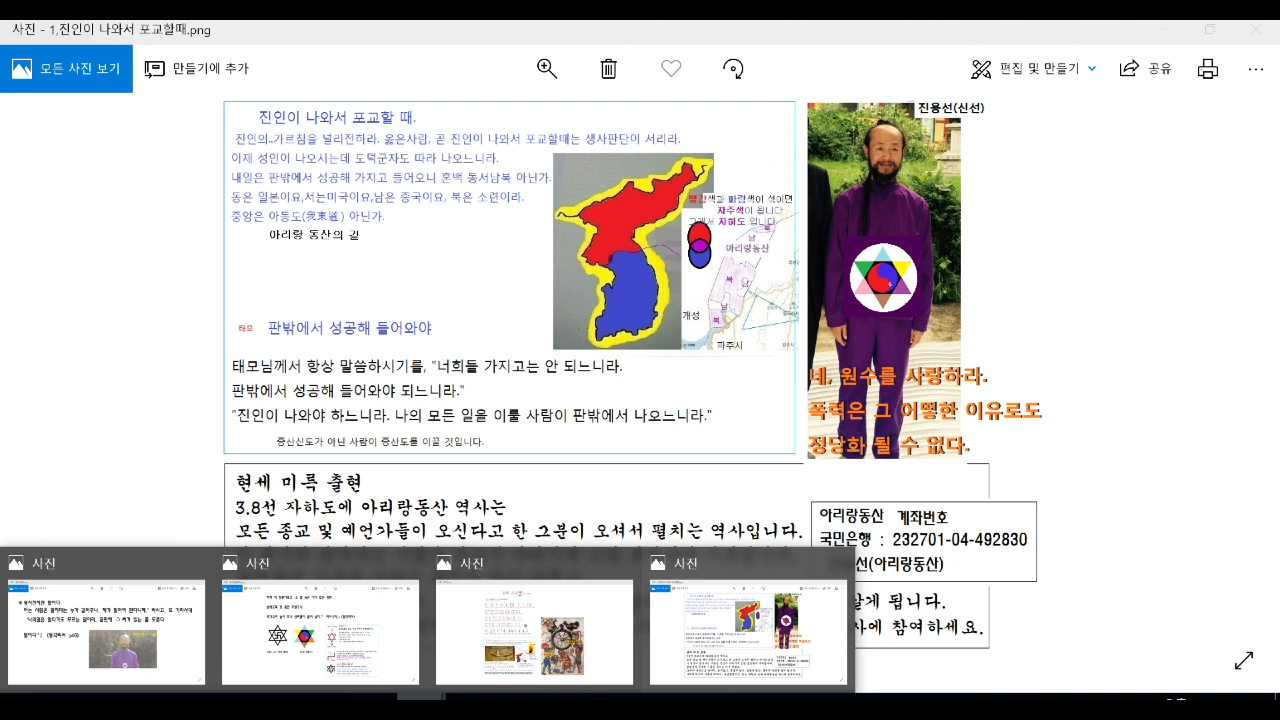 사진 - 1,진인이 나와서 포교할때.png
모든 사진 보기
만들기에 추가
편집 및 만들기
공유
진인이 나와서 포교할 때.
진인의..가르침을 널리전하라. 옳은사람, 곧 진인이 나와서 포교할때는 생사판단이 서리라.
이제 성인이 나오시는데 도덕군자도 따라 나오느니라.
내일은 판밖에서 성공해 가지고 들어오니 혼백 동서남북 아닌가.
동은 일본이요,서는미국이요,남은 중국이요, 북은 소련이라.
중앙은 아동도(我東道) 아닌가.
아리랑 동산의 길
빨간색과 파랑색이 섞이면
자주색이 됩니다
그래서 자하도 입니다.
북
남
아리랑동산
북
남
남
북
개성
파주시
태모
판밖에서 성공해 들어와야
태모님께서 항상 말씀하시기를, "너희들 가지고는 안 되느니라.
판밖에서 성공해 들어와야 되느니라."
"진인이 나와야 하느니라. 나의 모든 일을 이룰 사람이 판밖에서 나오느니라."
증산신도가 아닌 사람이 증산도를 이끌 것입니다.
진용선(신선)
네, 원수를 사랑하라.
폭력은 그 어떻한 이유로도
정당화 될 수 없다.
현세 미륵 출현
3.8선 자하도에 아리랑동산 역사는
모든 종교 및 예언가들이 오신다고 한 그분이 오셔서 펼치는 역사입니다.
아리랑동산 계좌번호
국민은행 : 232701-04-492830
선(아리랑동산)
알게 됩니다.
사에 참여하세요.
사진
사진
사진
사진